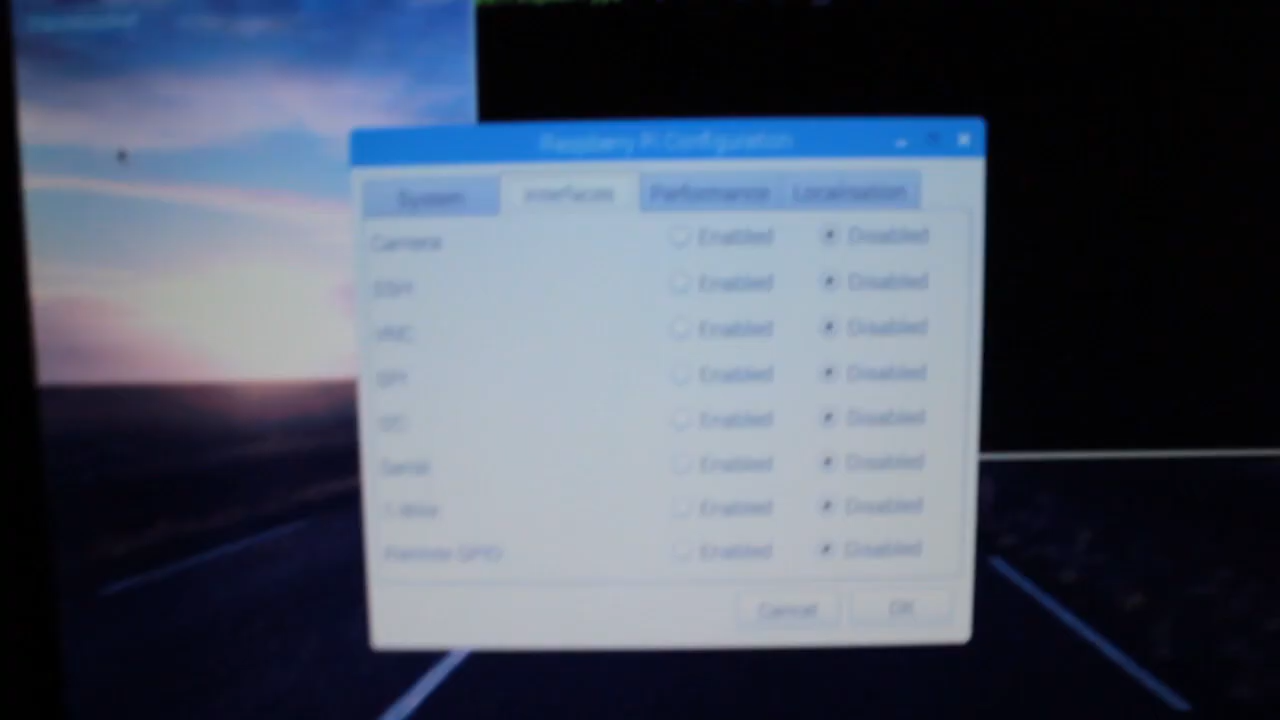 Raspberry Pi Configuration
System Interfaces Performance Localisation
Camera Enabled Disabled
SSH Enabled Disabled
VNC Enabled Disabled
SPI Enabled Disabled
I2C Enabled Disabled
Serial Enabled Disabled
1-Wire Enabled Disabled
Remote GPIO Enabled Disabled
Cancel OK